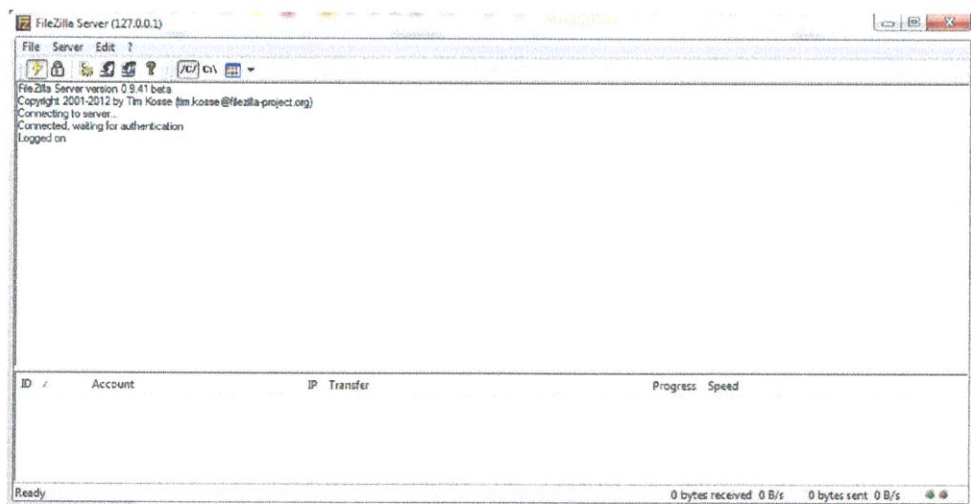 FileZilla Server (127.0.0.1)
File Server Edit ?
/C/ C:\
FileZilla Server version 0.9.41 beta
Copyright 2001-2012 by Tim Kosse (tim.kosse@filezilla-project.org)
Connecting to server...
Connected, waiting for authentication
Logged on
ID / Account IP Transfer Progress Speed
Ready 0 bytes received 0 B/s 0 bytes sent 0 B/s